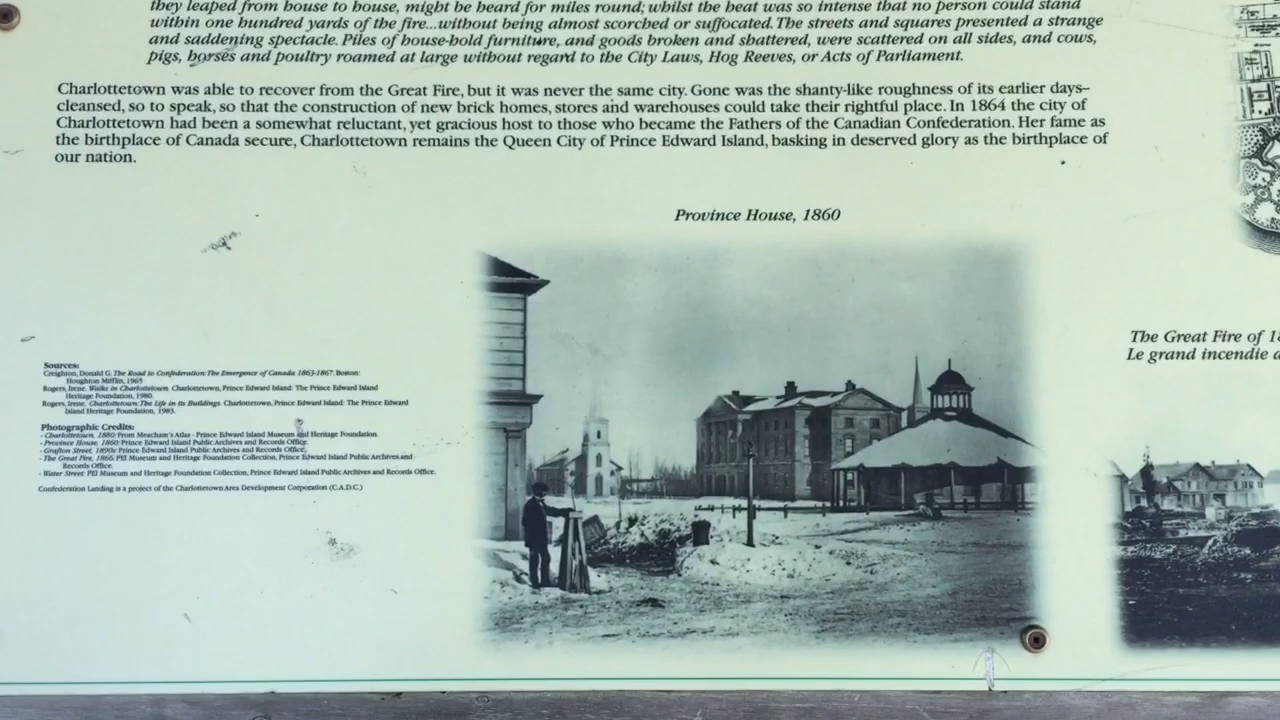 they leaped from house to house, might be heard for miles round; whilst the heat was so intense that no person could stand
within one hundred yards of the fire...without being almost scorched or suffocated. The streets and squares presented a strange
and saddening spectacle. Piles of house-hold furniture, and goods broken and shattered, were scattered on all sides, and cows,
pigs, horses and poultry roamed at large without regard to the City Laws, Hog Reeves, or Acts of Parliament.
Charlottetown was able to recover from the Great Fire, but it was never the same city. Gone was the shanty-like roughness of its earlier days–
cleansed, so to speak, so that the construction of new brick homes, stores and warehouses could take their rightful place. In 1864 the city of
Charlottetown had been a somewhat reluctant, yet gracious host to those who became the Fathers of the Canadian Confederation. Her fame as
the birthplace of Canada secure, Charlottetown remains the Queen City of Prince Edward Island, basking in deserved glory as the birthplace of
our nation.
Province House, 1860
Sources:
Creighton, Donald G. The Road to Confederation: The Emergence of Canada 1863-1867. Boston:
Houghton Mifflin, 1965
Rogers, Irene. Walks in Charlottetown. Charlottetown, Prince Edward Island: The Prince Edward Island
Heritage Foundation, 1980.
Rogers, Irene. Charlottetown: The Life in its Buildings. Charlottetown, Prince Edward Island: The Prince Edward
Island Heritage Foundation, 1983.
Photographic Credits:
- Charlottetown, 1880: From Meacham's Atlas - Prince Edward Island Museum and Heritage Foundation.
- Province House, 1860: Prince Edward Island Public Archives and Records Office.
- Grafton Street, 1890s: Prince Edward Island Public Archives and Records Office.
- The Great Fire, 1866: PEI Museum and Heritage Foundation Collection, Prince Edward Island Public Archives and
Records Office.
- Water Street: PEI Museum and Heritage Foundation Collection, Prince Edward Island Public Archives and Records Office.
Confederation Landing is a project of the Charlottetown Area Development Corporation (C.A.D.C.)
The Great Fire of 18
Le grand incendie d